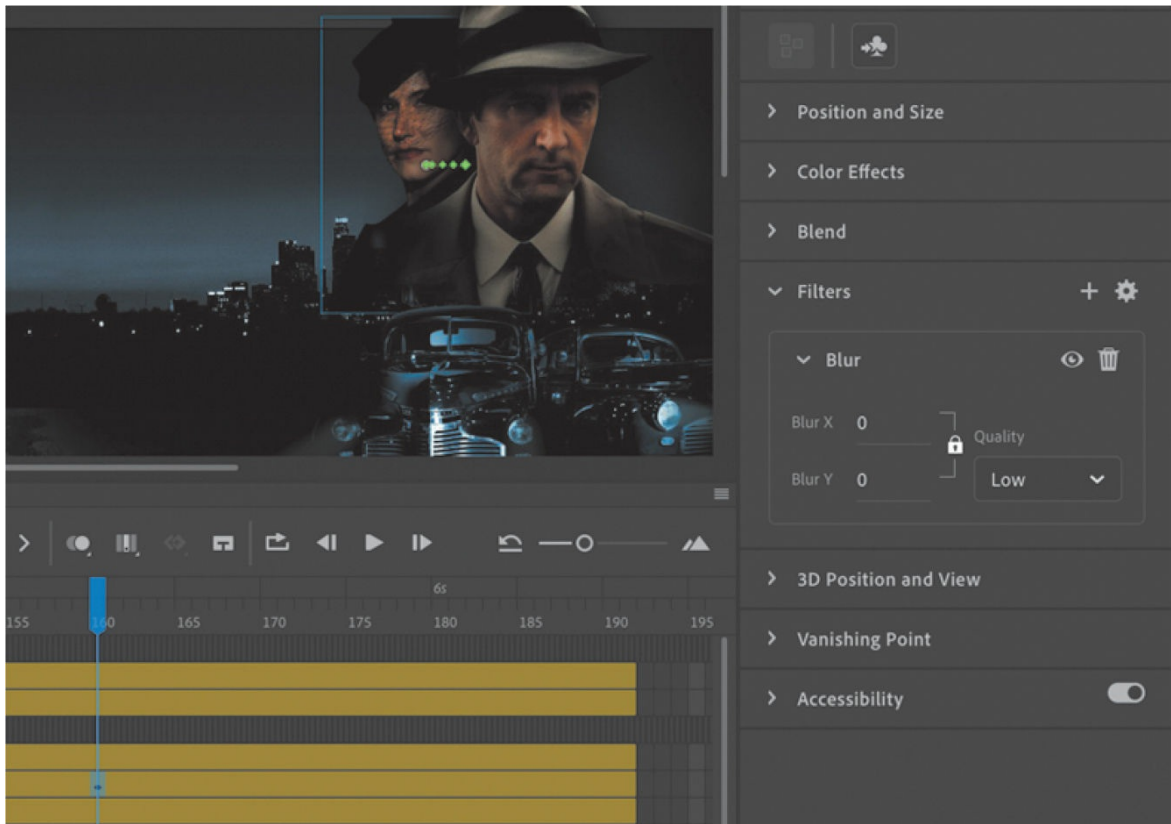 Position and Size
Color Effects
Blend
Filters
Blur
Blur X 0
Quality
Blur Y 0
Low
3D Position and View
Vanishing Point
Accessibility
6s
155 160 165 170 175 180 185 190 195